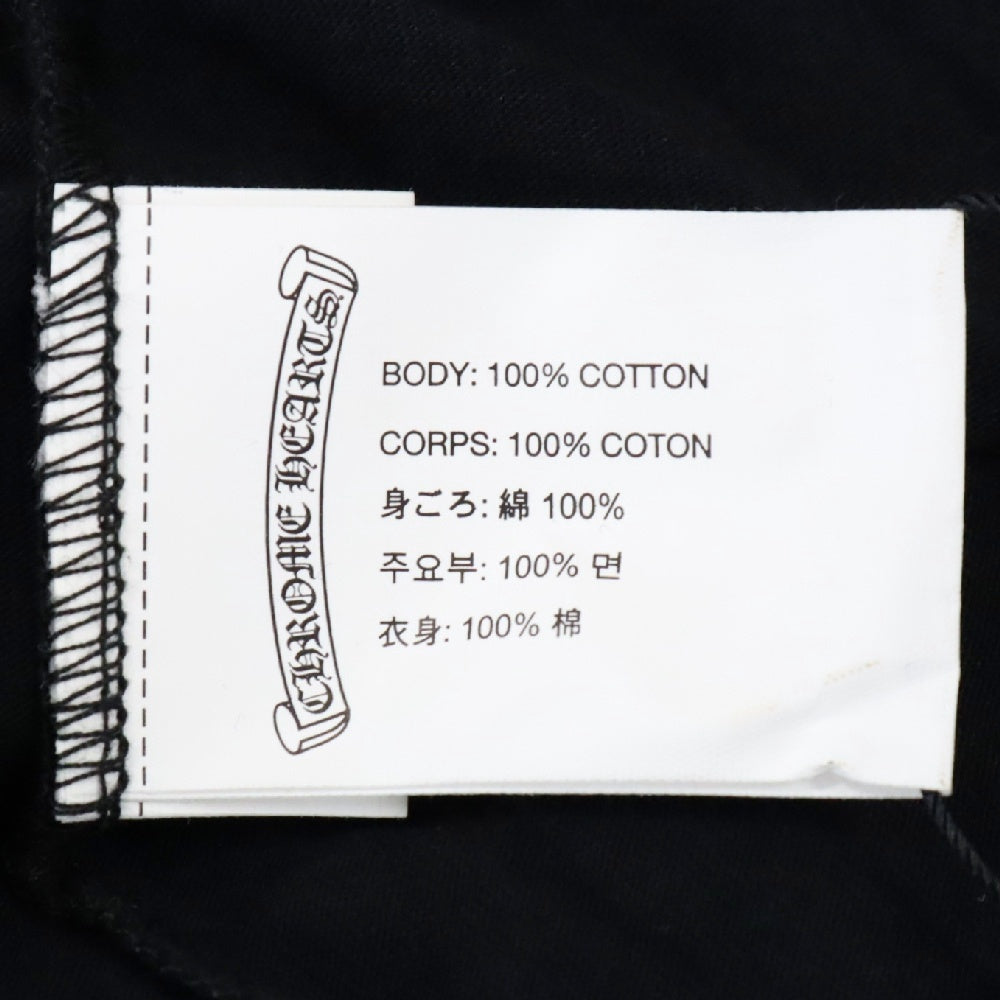 CHROME HEARTS
BODY: 100% COTTON
CORPS: 100% COTON
身ごろ: 綿 100%
주요부: 100% 면
衣身: 100% 棉